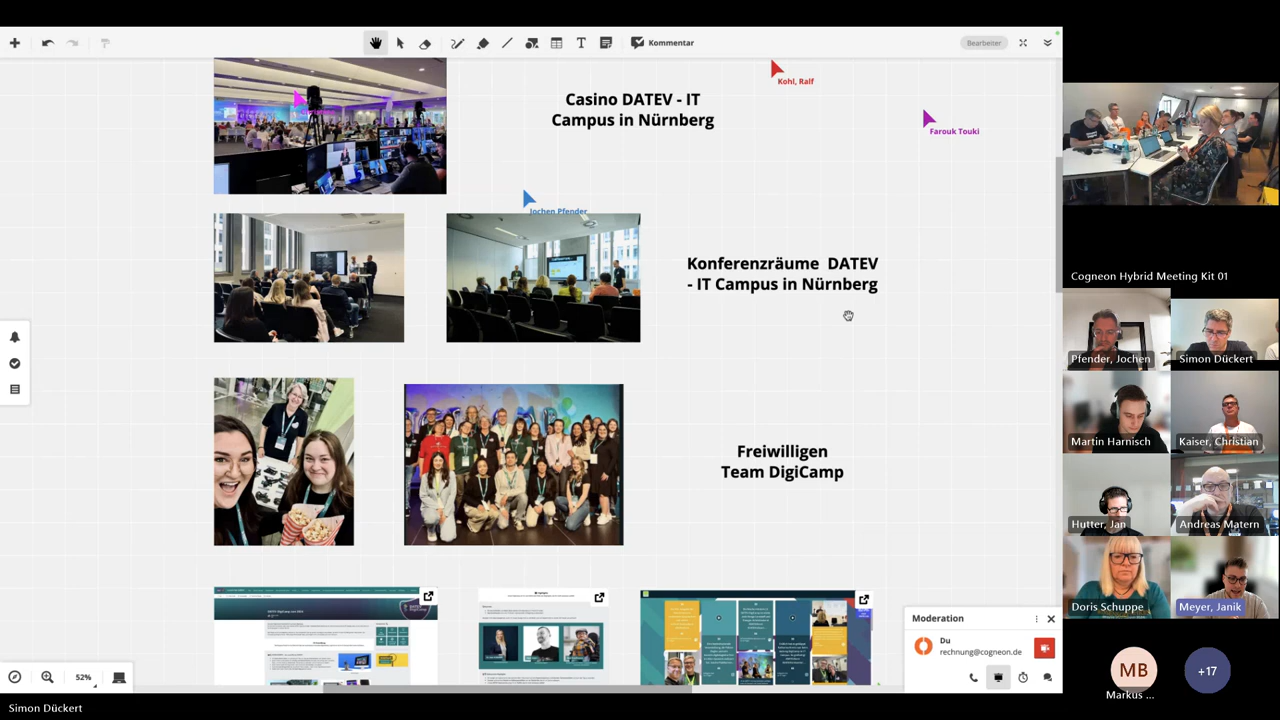 Kommentar
Bearbeiter
Kohl, Ralf
Casino DATEV - IT
Campus in Nürnberg
Farouk Touki
Jochen Pfender
Konferenzräume DATEV
- IT Campus in Nürnberg
Freiwilligen
Team DigiCamp
Cogneon Hybrid Meeting Kit 01
Pfender, Jochen
Simon Dückert
Martin Harnisch
Kaiser, Christian
Hutter, Jan
Andreas Matern
Doris Schuppe
Meyer, Janik
Moderation
Du
rechnung@cogneon.de
MB
Markus ...
+17
Simon Dückert